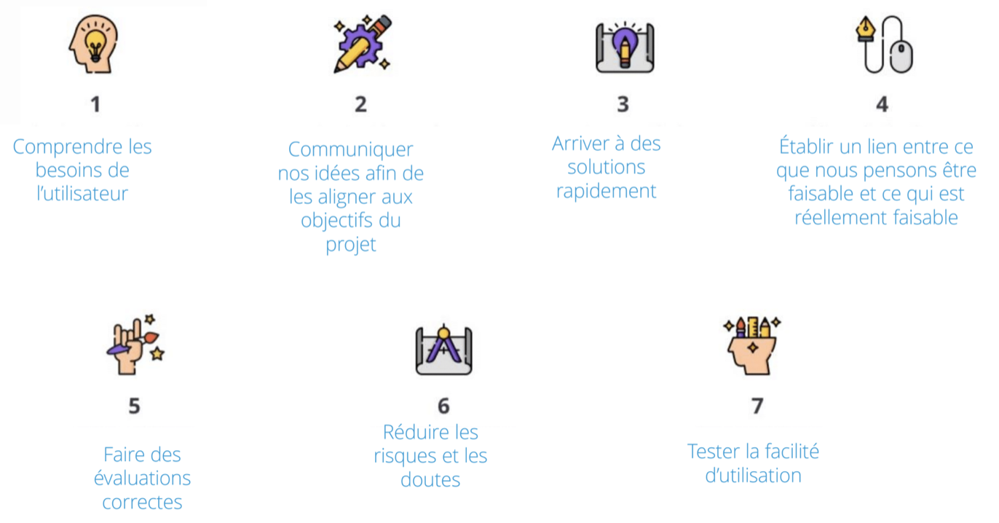 1
Comprendre les
besoins de
l’utilisateur
2
Communiquer
nos idées afin de
les aligner aux
objectifs du
projet
3
Arriver à des
solutions
rapidement
4
Établir un lien entre ce
que nous pensons être
faisable et ce qui est
réellement faisable
5
Faire des
évaluations
correctes
6
Réduire les
risques et les
doutes
7
Tester la facilité
d’utilisation